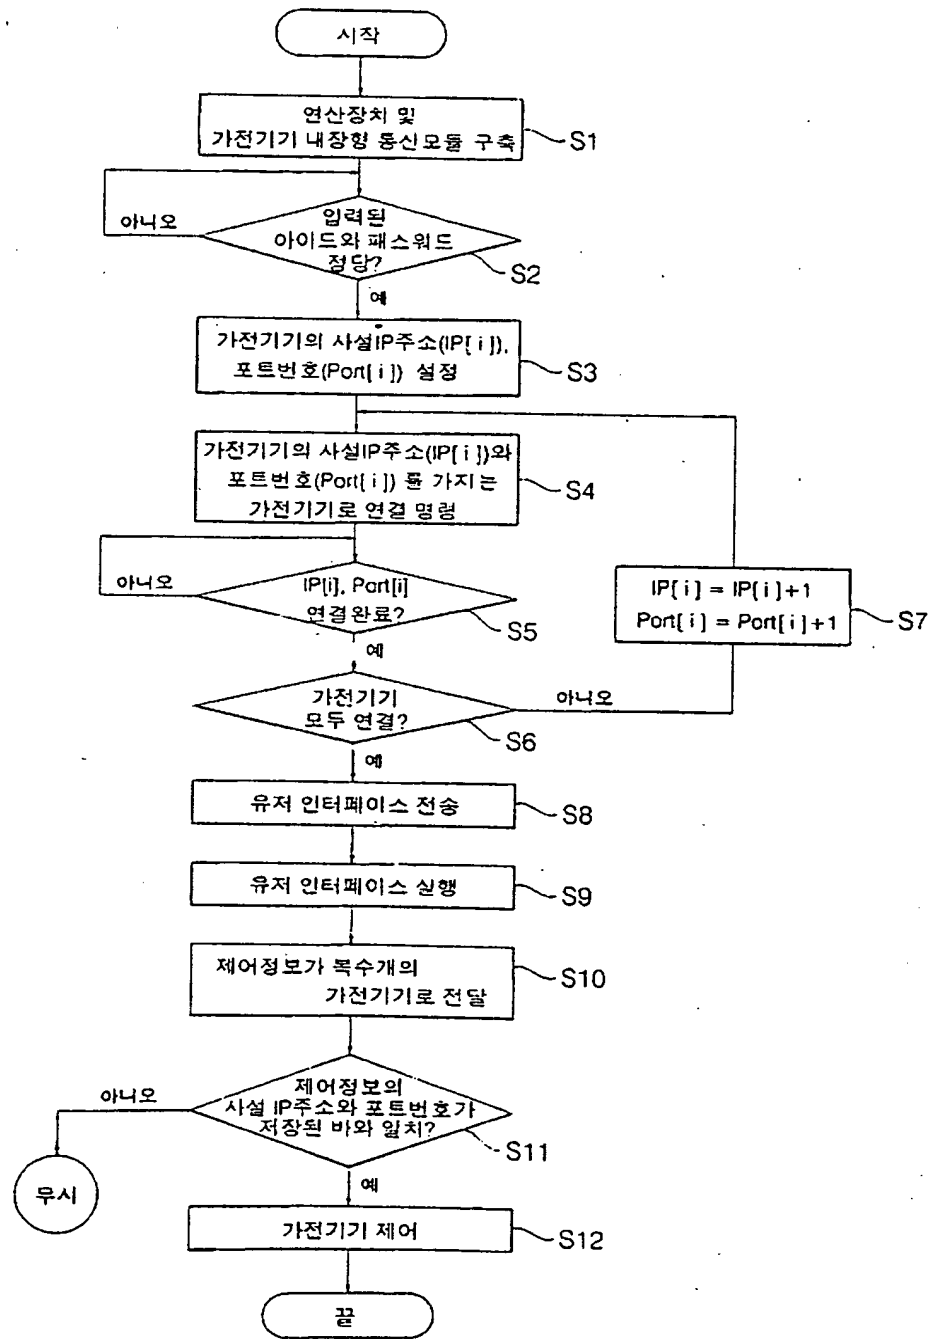 시작
연산장치 및
가전기기 내장형 통신모듈 구축
S1
아니오
입력된
아이드와 패스워드
정당?
S2
예
가전기기의 사설IP주소(IP[ i ]),
포트번호(Port[ i ]) 설정
S3
가전기기의 사설IP주소(IP[ i ])와
포트번호(Port[ i ]) 를 가지는
가전기기로 연결 명령
S4
아니오
IP[i], Port[i]
연결완료?
S5
IP[ i ] = IP[ i ]+1
Port[ i ] = Port[ i ]+1
S7
예
가전기기
모두 연결?
아니오
S6
예
유저 인터페이스 전송
S8
유저 인터페이스 실행
S9
제어정보가 복수개의
가전기기로 전달
S10
아니오
제어정보의
사설 IP주소와 포트번호가
저장된 바와 일치?
S11
무시
예
가전기기 제어
S12
끝